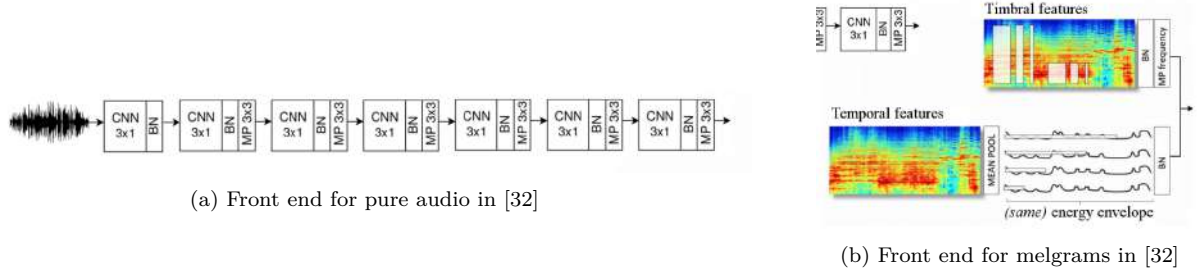 CNN 3x1 BN
CNN 3x1 BN MP 3x3
CNN 3x1 BN MP 3x3
CNN 3x1 BN MP 3x3
CNN 3x1 BN MP 3x3
CNN 3x1 BN MP 3x3
CNN 3x1 BN MP 3x3
(a) Front end for pure audio in [32]
MP 3x3
CNN 3x1 BN MP 3x3
Timbral features
BN
MP frequency
Temporal features
MEAN POOL
BN
(same) energy envelope
(b) Front end for melgrams in [32]